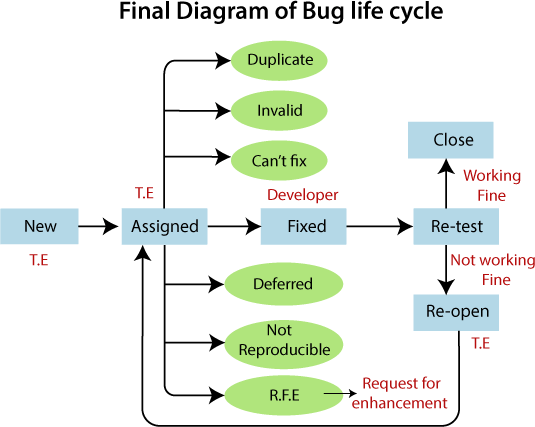 Final Diagram of Bug life cycle
Duplicate
Invalid
Can't fix
Close
T.E
Developer
Working
Fine
New
Assigned
Fixed
Re-test
T.E
Not working
Fine
Deferred
Re-open
Not
Reproducible
T.E
R.F.E
Request for
enhancement